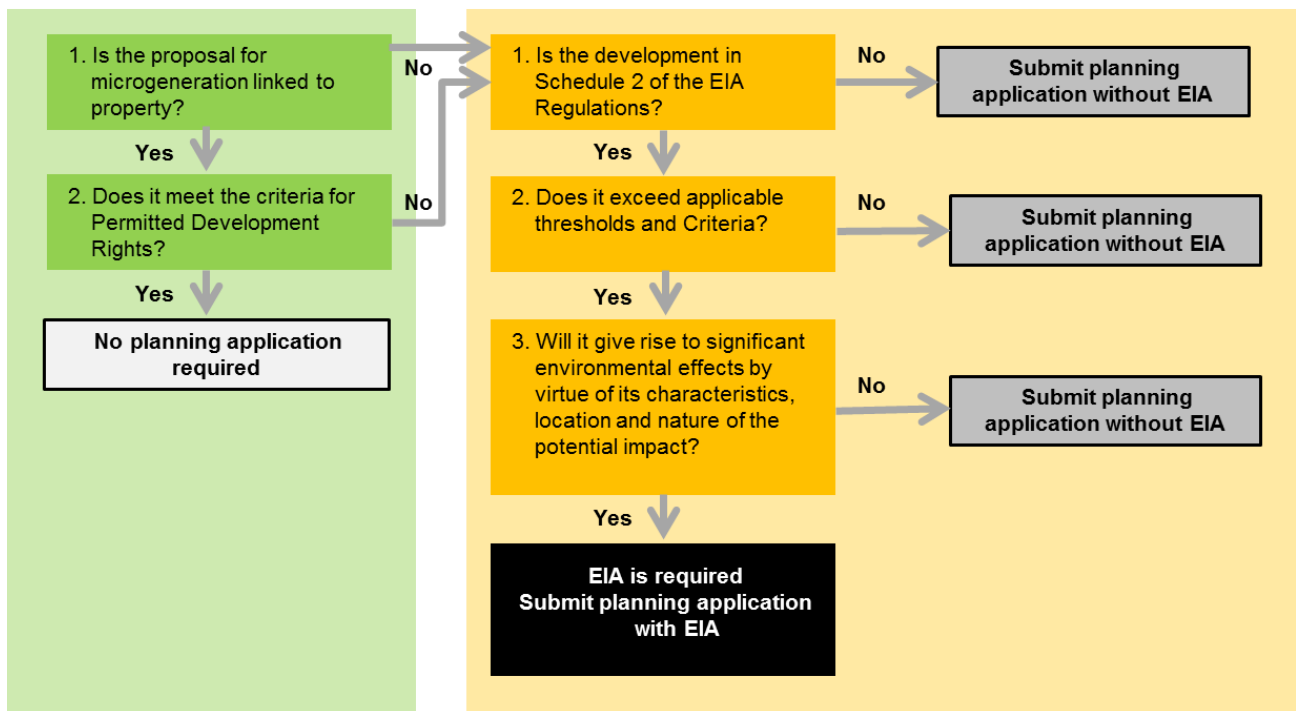 1. Is the proposal for
microgeneration linked to
property?
No
Yes
2. Does it meet the criteria for
Permitted Development
Rights?
No
Yes
No planning application
required
1. Is the development in
Schedule 2 of the EIA
Regulations?
No
Submit planning
application without EIA
Yes
2. Does it exceed applicable
thresholds and Criteria?
No
Submit planning
application without EIA
Yes
3. Will it give rise to significant
environmental effects by
virtue of its characteristics,
location and nature of the
potential impact?
No
Submit planning
application without EIA
Yes
EIA is required
Submit planning application
with EIA